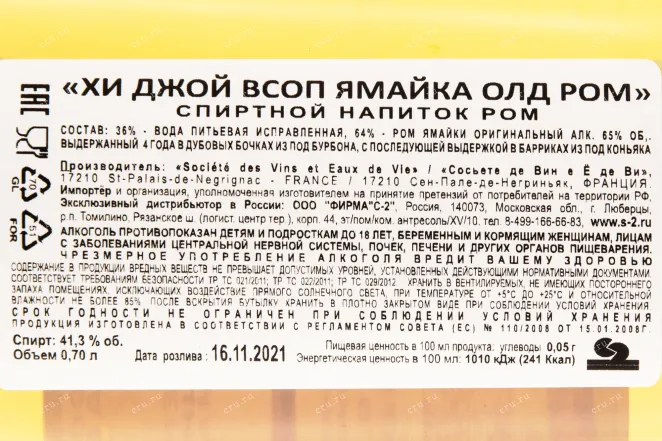 «ХИ ДЖОЙ ВСОП ЯМАЙКА ОЛД РОМ»
СПИРТНОЙ НАПИТОК РОМ
СОСТАВ: 36% - ВОДА ПИТЬЕВАЯ ИСПРАВЛЕННАЯ, 64% - РОМ ЯМАЙКИ ОРИГИНАЛЬНЫЙ АЛК. 65% ОБ.,
ВЫДЕРЖАННЫЙ 4 ГОДА В ДУБОВЫХ БОЧКАХ ИЗ ПОД БУРБОНА, С ПОСЛЕДУЮЩЕЙ ВЫДЕРЖКОЙ В БАРРИКАХ ИЗ ПОД КОНЬЯКА
Производитель: «Société des Vins et Eaux de Vie» / «Сосьете де Вин е Ё де Ви»,
17210 St-Palais-de-Negrignac - FRANCE / 17210 Сен-Пале-де-Негриньяк, ФРАНЦИЯ.
Импортёр и организация, уполномоченная изготовителем на принятие претензий от потребителей на территории РФ,
Эксклюзивный дистрибьютор в России: ООО "ФИРМА"С-2". Россия, 140073, Московская обл., г. Люберцы,
р.п. Томилино, Рязанское ш. (логист. центр тер.), корп. 44, эт/пом/ком. антресоль/XV/10. тел. 8-499-166-66-83, www.s-2.ru
АЛКОГОЛЬ ПРОТИВОПОКАЗАН ДЕТЯМ И ПОДРОСТКАМ ДО 18 ЛЕТ, БЕРЕМЕННЫМ И КОРМЯЩИМ ЖЕНЩИНАМ, ЛИЦАМ
С ЗАБОЛЕВАНИЯМИ ЦЕНТРАЛЬНОЙ НЕРВНОЙ СИСТЕМЫ, ПОЧЕК, ПЕЧЕНИ И ДРУГИХ ОРГАНОВ ПИЩЕВАРЕНИЯ.
ЧРЕЗМЕРНОЕ УПОТРЕБЛЕНИЕ АЛКОГОЛЯ ВРЕДИТ ВАШЕМУ ЗДОРОВЬЮ
СОДЕРЖАНИЕ В ПРОДУКЦИИ ВРЕДНЫХ ВЕЩЕСТВ НЕ ПРЕВЫШАЕТ ДОПУСТИМЫХ УРОВНЕЙ, УСТАНОВЛЕННЫХ ДЕЙСТВУЮЩИМИ НОРМАТИВНЫМИ ДОКУМЕНТАМИ.
СООТВЕТСТВУЕТ ТРЕБОВАНИЯМ БЕЗОПАСНОСТИ ТР ТС 021/2011; ТР ТС 022/2011; ТР ТС 029/2012. ХРАНИТЬ В ВЕНТИЛИРУЕМЫХ, НЕ ИМЕЮЩИХ ПОСТОРОННЕГО
ЗАПАХА ПОМЕЩЕНИЯХ, ПРИ ОТСУТСТВИИ ПРЯМОГО СОЛНЕЧНОГО СВЕТА, ПРИ ТЕМПЕРАТУРЕ ОТ +5°С ДО +25°С И ОТНОСИТЕЛЬНОЙ
ВЛАЖНОСТИ НЕ БОЛЕЕ 85% ПОСЛЕ ВСКРЫТИЯ БУТЫЛКУ ХРАНИТЬ В ПЛОТНО ЗАКРЫТОМ ВИДЕ ПРИ ВЫШЕУКАЗАННЫХ УСЛОВИЯХ
СРОК ГОДНОСТИ НЕ ОГРАНИЧЕН ПРИ СОБЛЮДЕНИИ УСЛОВИЙ ХРАНЕНИЯ
ПРОДУКЦИЯ ИЗГОТОВЛЕНА В СООТВЕТСТВИИ С РЕГЛАМЕНТОМ СОВЕТА (ЕС) № 110/2008 ОТ 15.01.2008Г.
Спирт: 41,3 % об.
Объем 0,70 л
Дата розлива: 16.11.2021
Пищевая ценность в 100 мл продукта: углеводы 0,05 г
Энергетическая ценность в 100 мл: 1010 кДж (241 Ккал)
EAC
70
GL
51
FOR
S2
cru.ru